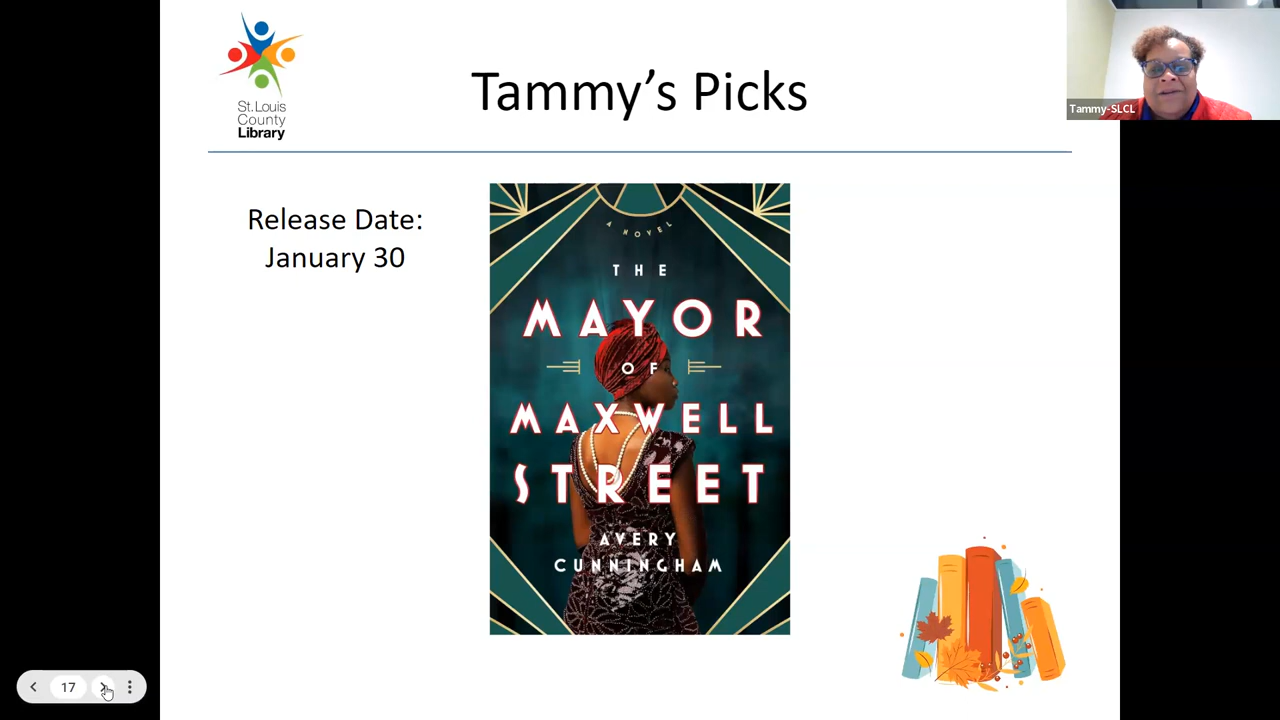 St.Louis
County
Library
Tammy's Picks
Tammy-SLCL
Release Date:
January 30
A NOVEL
THE
MAYOR
OF
MAXWELL
STREET
AVERY
CUNNINGHAM
17